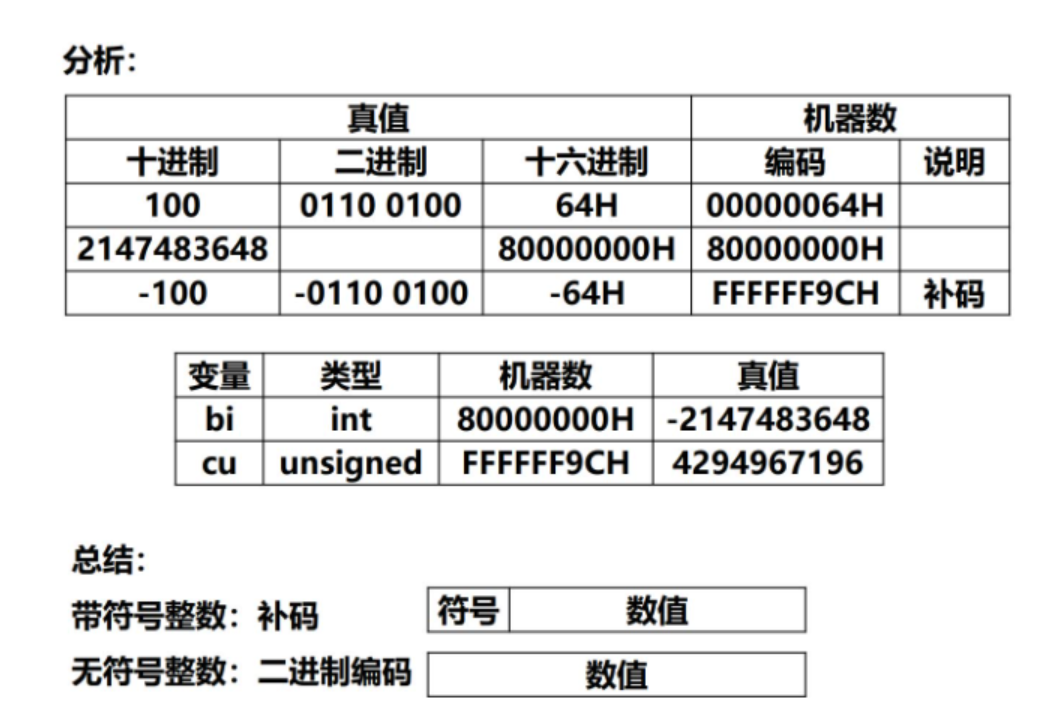 分析：
真值 机器数
十进制 二进制 十六进制 编码 说明
100 0110 0100 64H 00000064H
2147483648 80000000H 80000000H
-100 -0110 0100 -64H FFFFFF9CH 补码
变量 类型 机器数 真值
bi int 80000000H -2147483648
cu unsigned FFFFFF9CH 4294967196
总结：
带符号整数：补码 符号 数值
无符号整数：二进制编码 数值